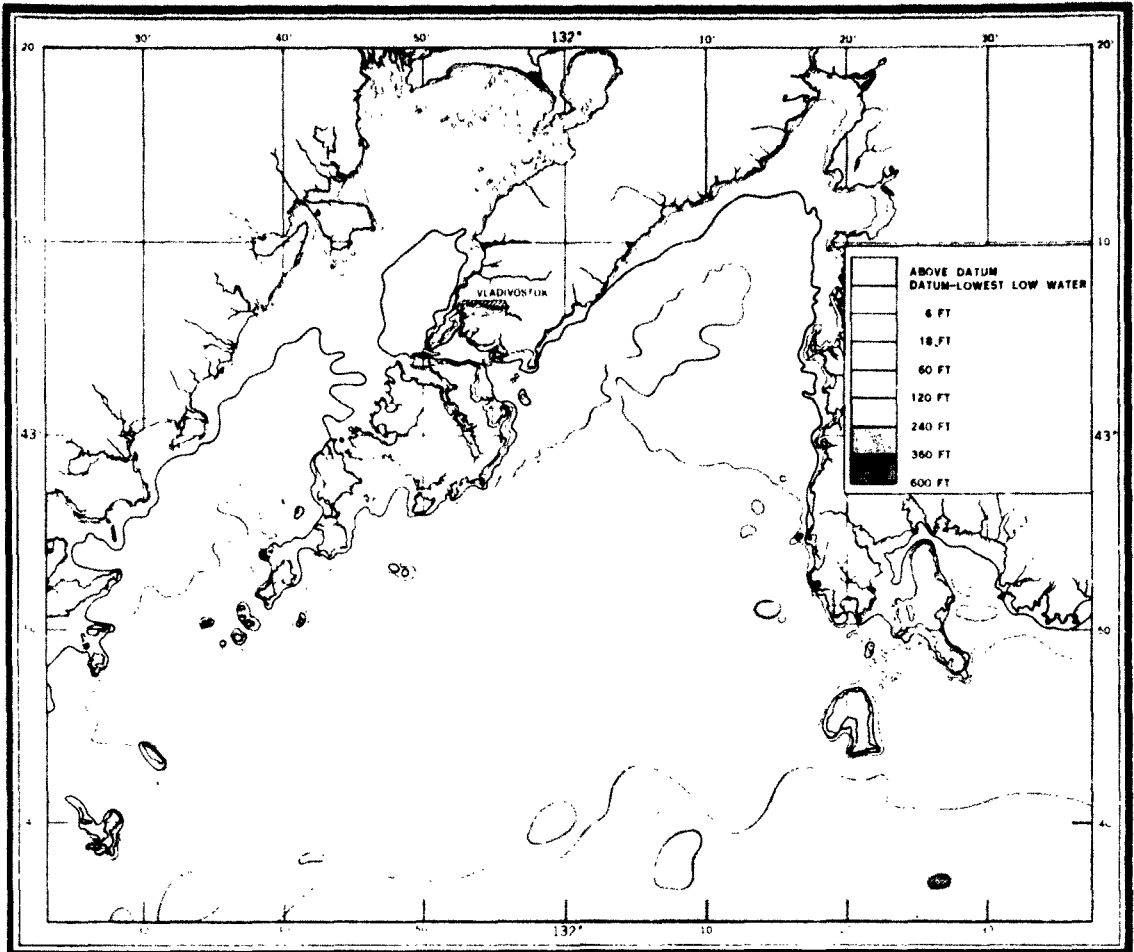 30' 40' 50' 132° 10' 20' 30'
20' 20'
10
VLADIVOSTOK
ABOVE DATUM
DATUM-LOWEST LOW WATER
6 FT
18 FT
60 FT
120 FT
240 FT
360 FT
600 FT
43 43°
50
132° 10